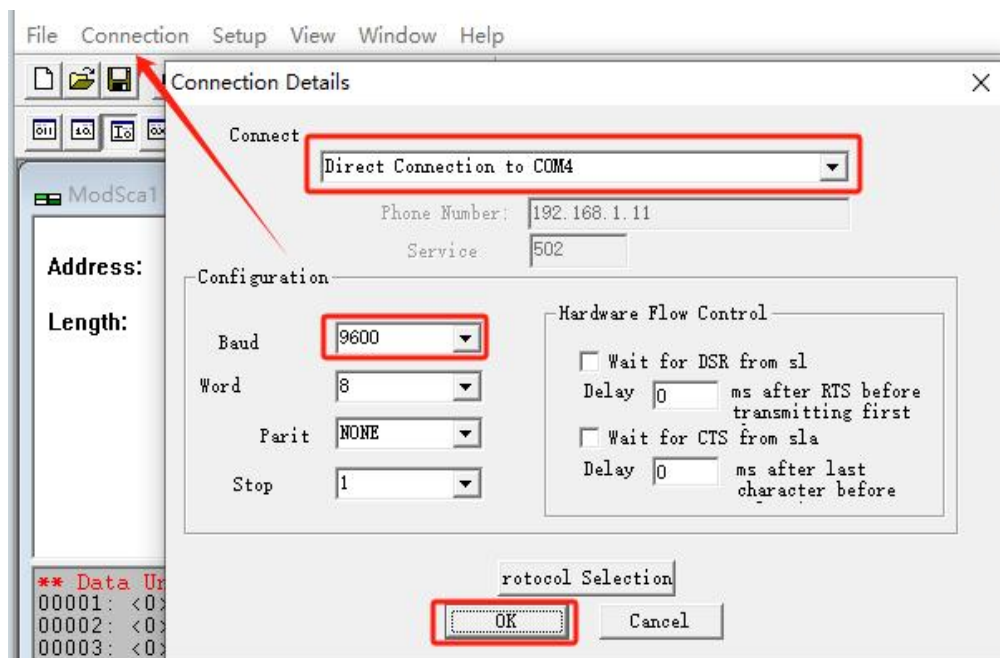 File Connection Setup View Window Help
Connection Details
Connect
Direct Connection to COM4
Phone Number: 192.168.1.11
Service 502
ModSca1
Address:
Length:
Configuration
Baud 9600
Word 8
Parit NONE
Stop 1
Hardware Flow Control
Wait for DSR from sl
Delay 0 ms after RTS before
transmitting first
Wait for CTS from sla
Delay 0 ms after last
character before
rotocol Selection
OK Cancel
** Data Un
00001: <0>
00002: <0>
00003: <0>